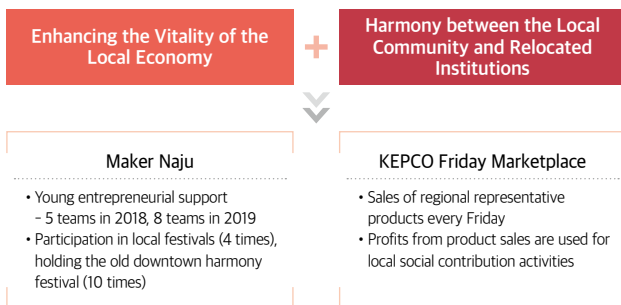 Enhancing the Vitality of the
Local Economy
+
Harmony between the Local
Community and Relocated
Institutions
Maker Naju
• Young entrepreneurial support
- 5 teams in 2018, 8 teams in 2019
• Participation in local festivals (4 times),
holding the old downtown harmony
festival (10 times)
KEPCO Friday Marketplace
• Sales of regional representative
products every Friday
• Profits from product sales are used for
local social contribution activities